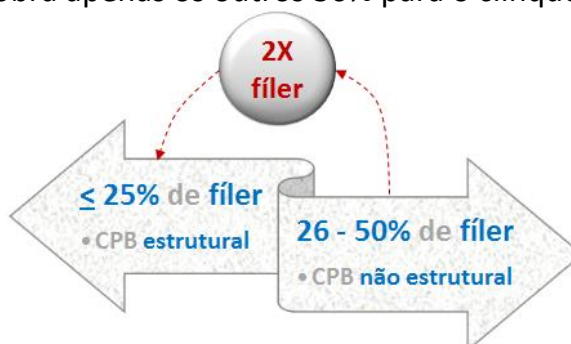 2X
fíler
≤ 25% de fíler
• CPB estrutural
26 - 50% de fíler
• CPB não estrutural